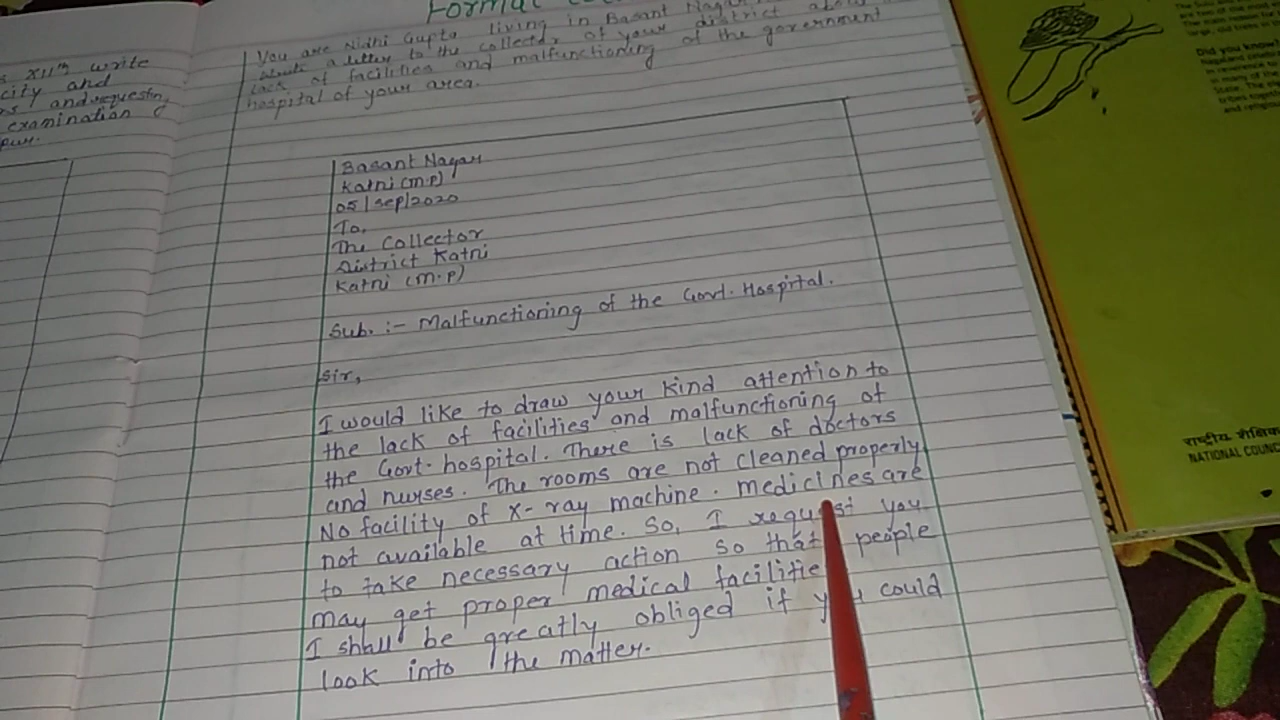 Formal
s XIIth write
city and
and requesting
examination
pur.
You are Nidhi Gupta living in Basant Nagar
write a letter to the collector of your district about
lack of facilities and malfunctioning of the government
hospital of your area.
Basant Nagar
Katni (M.P)
05/Sep/2020
To,
The Collector
District Katni
Katni (M.P)
Sub. :- Malfunctioning of the Govt. Hospital.
Sir,
I would like to draw your kind attention to
the lack of facilities and malfunctioning of
the Govt. hospital. There is lack of doctors
and nurses. The rooms are not cleaned properly
No facility of X-ray machine. medicines are
not available at time. So, I request you
to take necessary action so that people
may get proper medical facilitie
I shall be greatly obliged if you could
look into the matter.
Did you know
राष्ट्रीय शैक्षिक
NATIONAL COUNC